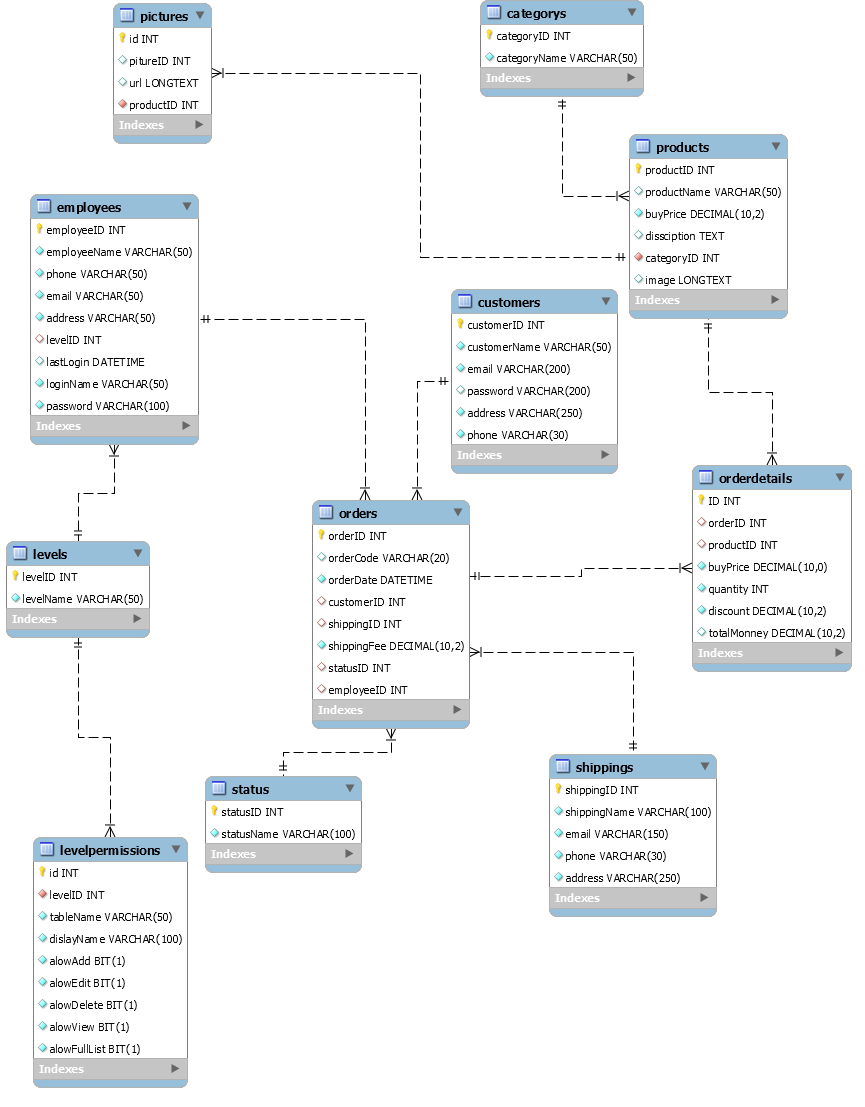 pictures
id INT
pitureID INT
url LONGTEXT
productID INT
Indexes
categorys
categoryID INT
categoryName VARCHAR(50)
Indexes
products
productID INT
productName VARCHAR(50)
buyPrice DECIMAL(10,2)
dissciption TEXT
categoryID INT
image LONGTEXT
Indexes
employees
employeeID INT
employeeName VARCHAR(50)
phone VARCHAR(50)
email VARCHAR(50)
address VARCHAR(50)
levelID INT
lastLogin DATETIME
loginName VARCHAR(50)
password VARCHAR(100)
Indexes
customers
customerID INT
customerName VARCHAR(50)
email VARCHAR(200)
password VARCHAR(200)
address VARCHAR(250)
phone VARCHAR(30)
Indexes
orderdetails
ID INT
orderID INT
productID INT
buyPrice DECIMAL(10,0)
quantity INT
discount DECIMAL(10,2)
totalMonney DECIMAL(10,2)
Indexes
orders
orderID INT
orderCode VARCHAR(20)
orderDate DATETIME
customerID INT
shippingID INT
shippingFee DECIMAL(10,2)
statusID INT
employeeID INT
Indexes
levels
levelID INT
levelName VARCHAR(50)
Indexes
status
statusID INT
statusName VARCHAR(100)
Indexes
shippings
shippingID INT
shippingName VARCHAR(100)
email VARCHAR(150)
phone VARCHAR(30)
address VARCHAR(250)
Indexes
levelpermissions
id INT
levelID INT
tableName VARCHAR(50)
dislayName VARCHAR(100)
alowAdd BIT(1)
alowEdit BIT(1)
alowDelete BIT(1)
alowView BIT(1)
alowFullList BIT(1)
Indexes